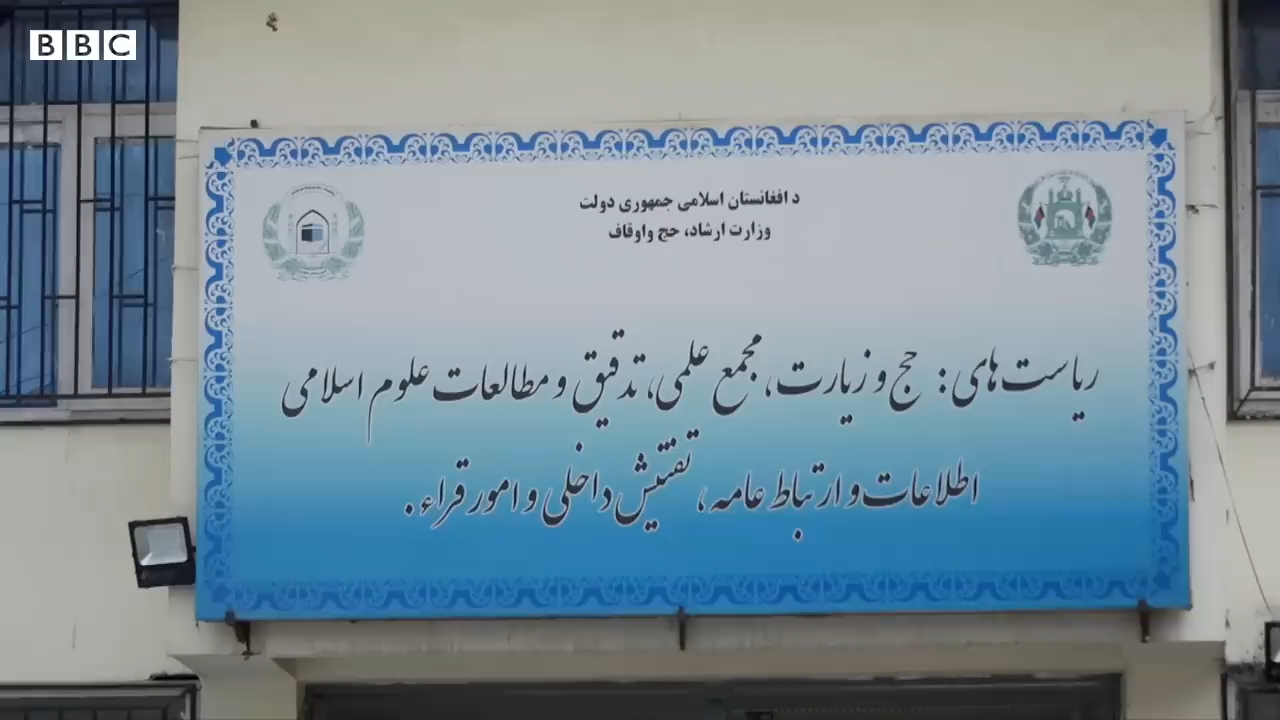 BBC
د افغانستان اسلامی جمهوری دولت
وزارت ارشاد، حج واوقاف
ریاست های: حج و زیارت، مجمع علمی، تدقیق و مطالعات علوم اسلامی
اطلاعات و ارتباط عامه، تفتیش داخلی و امور قراء.